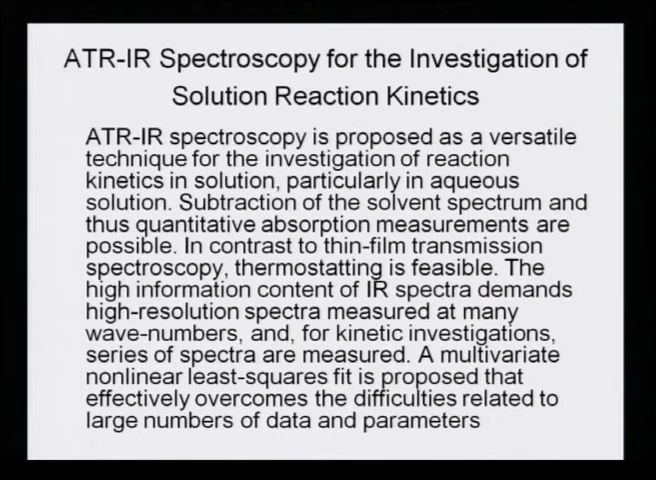 ATR-IR Spectroscopy for the Investigation of
Solution Reaction Kinetics
ATR-IR spectroscopy is proposed as a versatile
technique for the investigation of reaction
kinetics in solution, particularly in aqueous
solution. Subtraction of the solvent spectrum and
thus quantitative absorption measurements are
possible. In contrast to thin-film transmission
spectroscopy, thermostatting is feasible. The
high information content of IR spectra demands
high-resolution spectra measured at many
wave-numbers, and, for kinetic investigations,
series of spectra are measured. A multivariate
nonlinear least-squares fit is proposed that
effectively overcomes the difficulties related to
large numbers of data and parameters